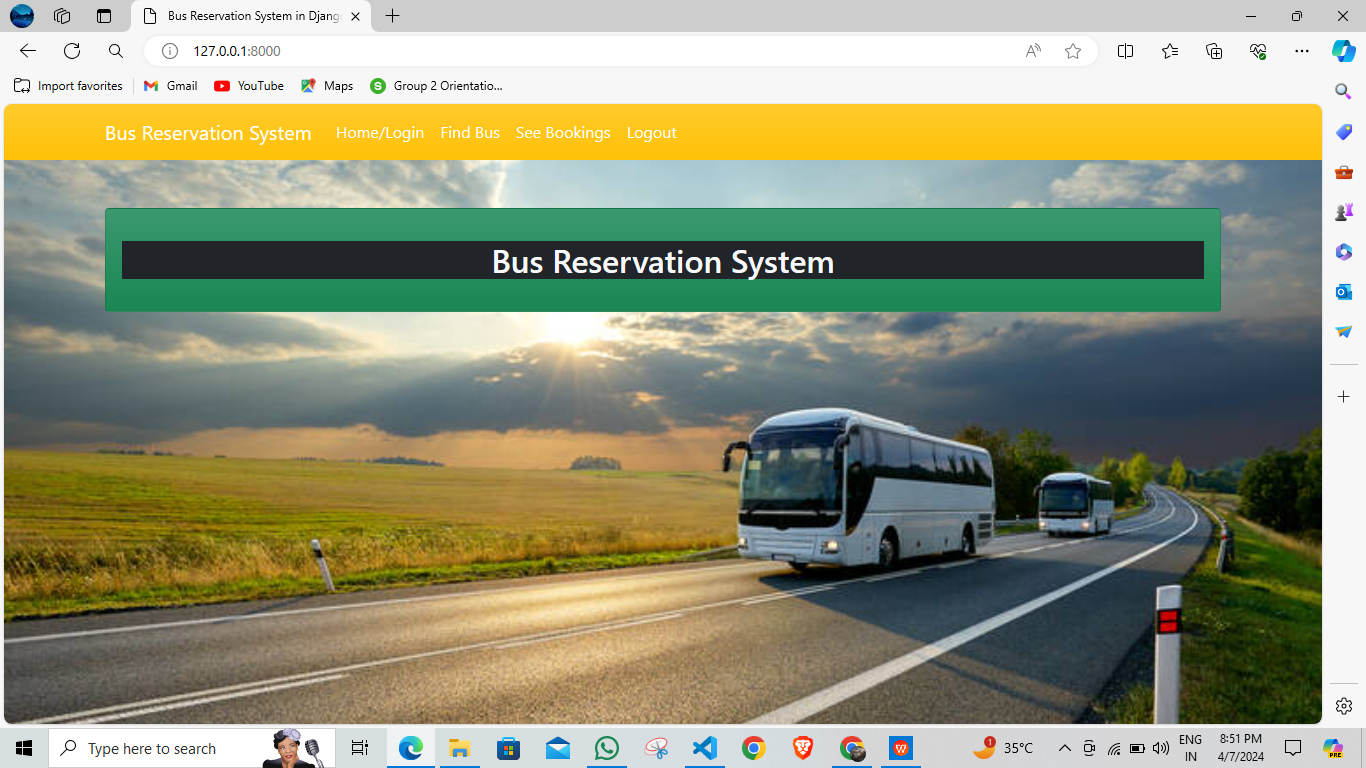 Bus Reservation System in Djang
127.0.0.1:8000
Import favorites
Gmail
YouTube
Maps
Group 2 Orientatio...
Bus Reservation System
Home/Login Find Bus See Bookings Logout
Bus Reservation System
Type here to search
1
35°C
ENG
IN
8:51 PM
4/7/2024
PRE